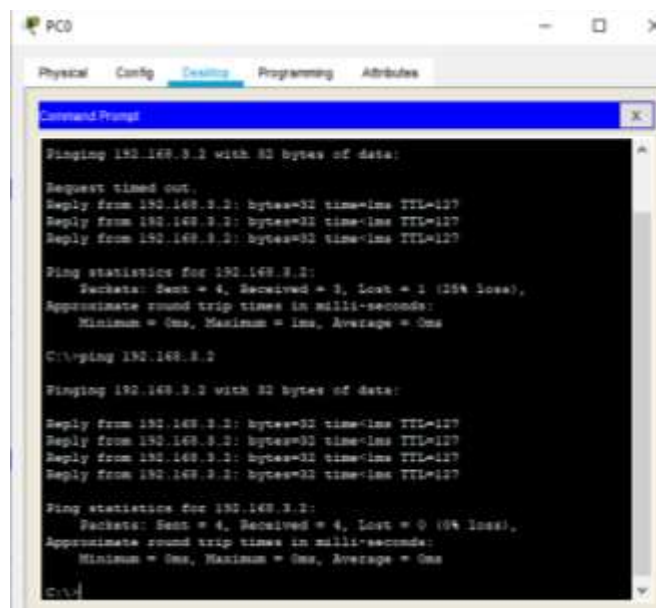 PC0
Physical Config Desktop Programming Attributes
Command Prompt
X
Pinging 192.168.3.2 with 32 bytes of data:
Request timed out.
Reply from 192.168.3.2: bytes=32 time=1ms TTL=127
Reply from 192.168.3.2: bytes=32 time<1ms TTL=127
Reply from 192.168.3.2: bytes=32 time<1ms TTL=127
Ping statistics for 192.168.3.2:
Packets: Sent = 4, Received = 3, Lost = 1 (25% loss),
Approximate round trip times in milli-seconds:
Minimum = 0ms, Maximum = 1ms, Average = 0ms
C:\>ping 192.168.3.2
Pinging 192.168.3.2 with 32 bytes of data:
Reply from 192.168.3.2: bytes=32 time<1ms TTL=127
Reply from 192.168.3.2: bytes=32 time<1ms TTL=127
Reply from 192.168.3.2: bytes=32 time<1ms TTL=127
Reply from 192.168.3.2: bytes=32 time<1ms TTL=127
Ping statistics for 192.168.3.2:
Packets: Sent = 4, Received = 4, Lost = 0 (0% loss),
Approximate round trip times in milli-seconds:
Minimum = 0ms, Maximum = 0ms, Average = 0ms
C:\>